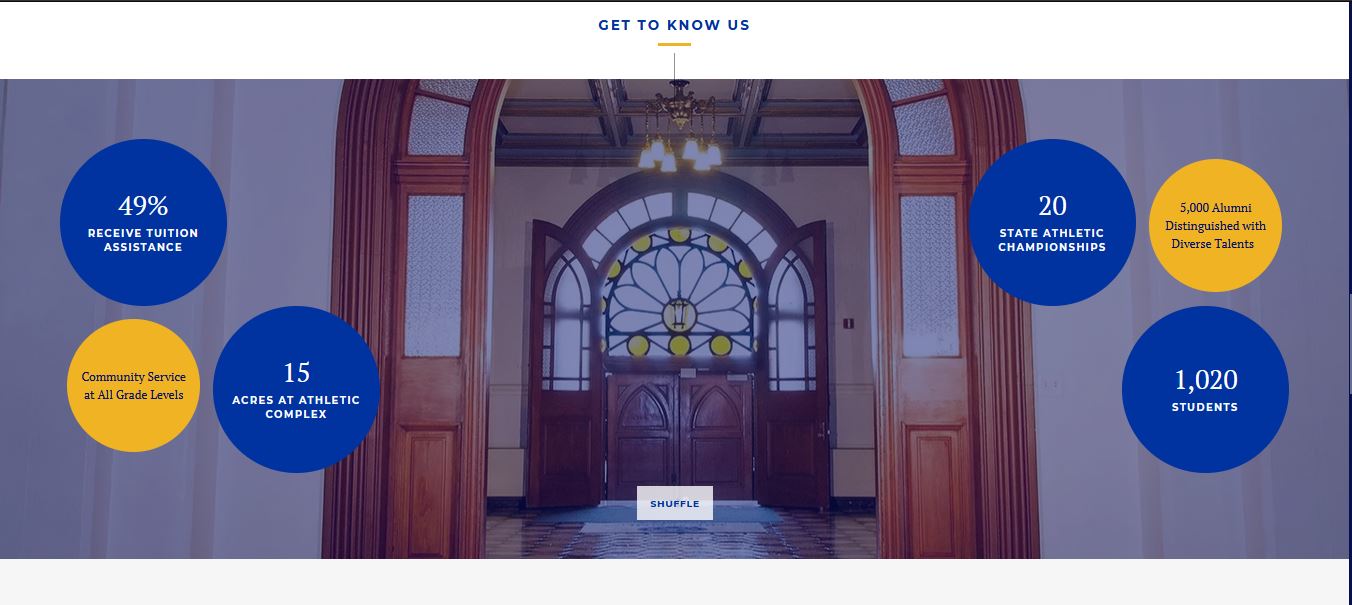 GET TO KNOW US
49%
RECEIVE TUITION
ASSISTANCE
Community Service
at All Grade Levels
15
ACRES AT ATHLETIC
COMPLEX
20
STATE ATHLETIC
CHAMPIONSHIPS
5,000 Alumni
Distinguished with
Diverse Talents
1,020
STUDENTS
SHUFFLE